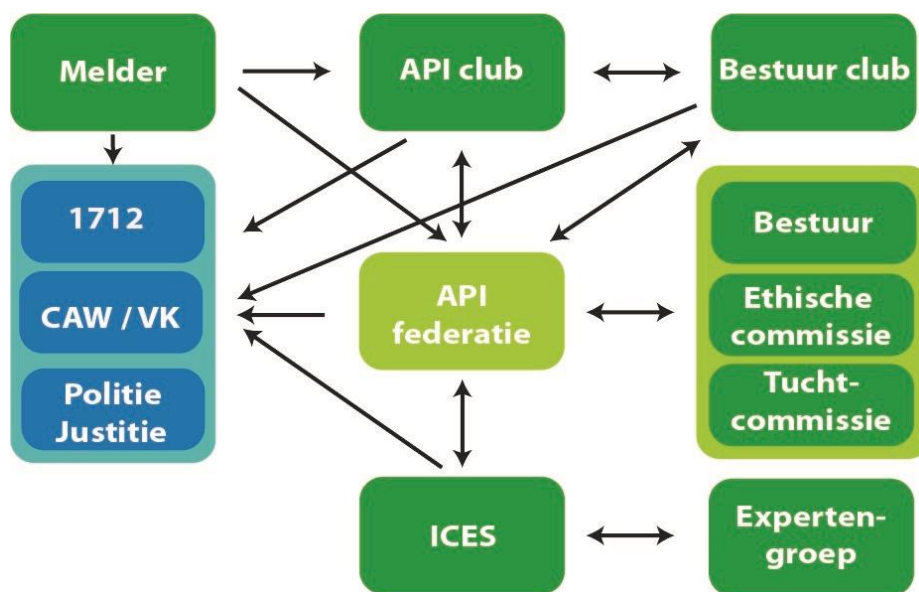 Melder
API club
Bestuur club
1712
CAW / VK
Politie
Justitie
API
federatie
Bestuur
Ethische
commissie
Tucht-
commissie
ICES
Experten-
groep